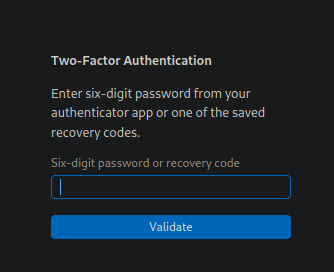 Two-Factor Authentication
Enter six-digit password from your
authenticator app or one of the saved
recovery codes.
Six-digit password or recovery code
Validate